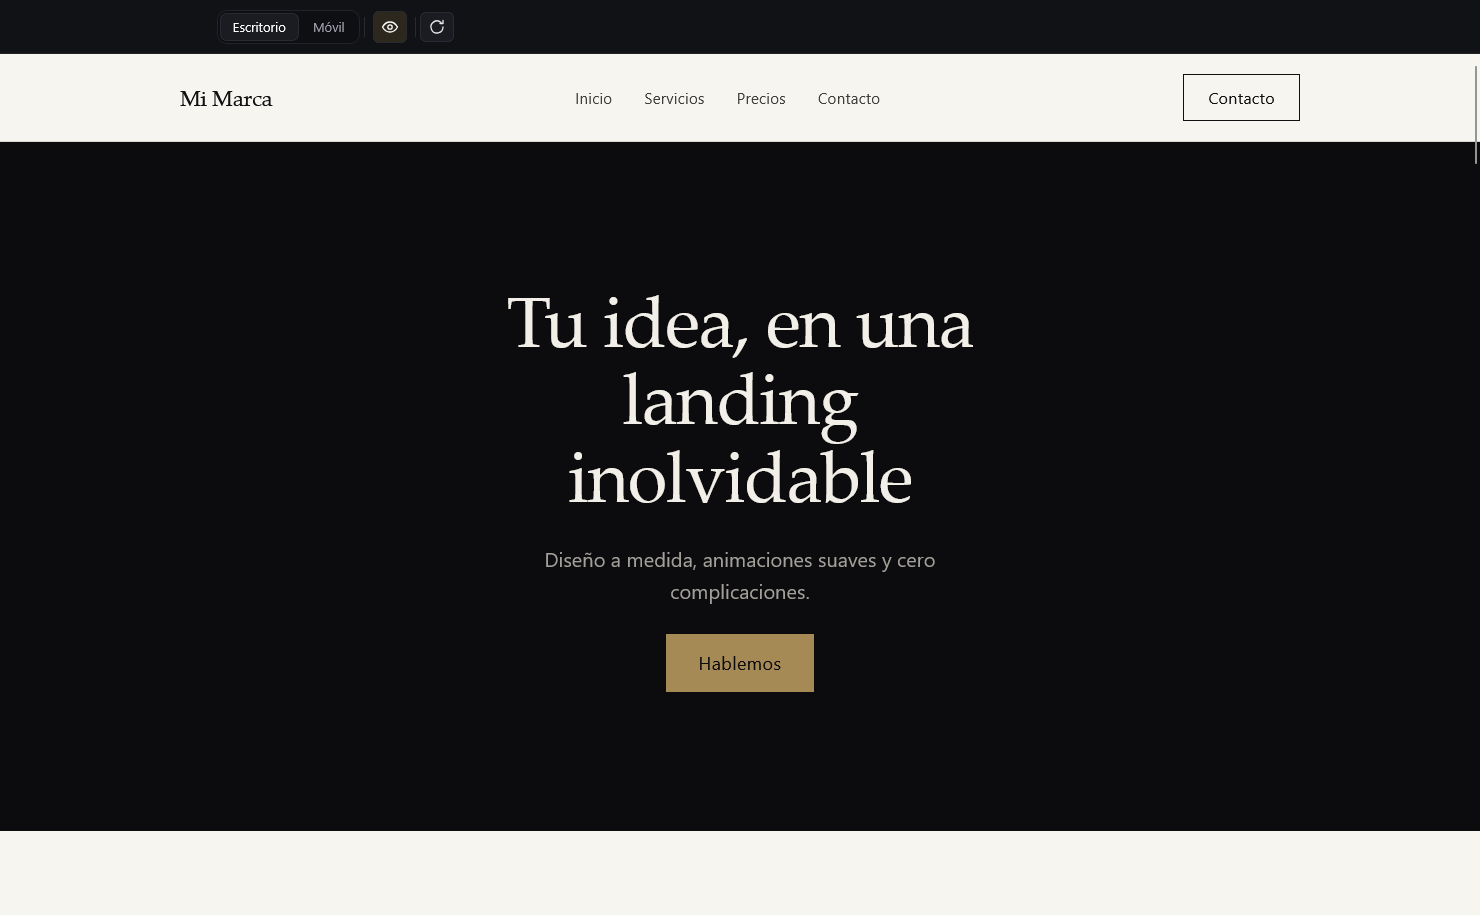 Escritorio Móvil
Mi Marca
Inicio Servicios Precios Contacto
Contacto
Tu idea, en una
landing
inolvidable
Diseño a medida, animaciones suaves y cero
complicaciones.
Hablemos